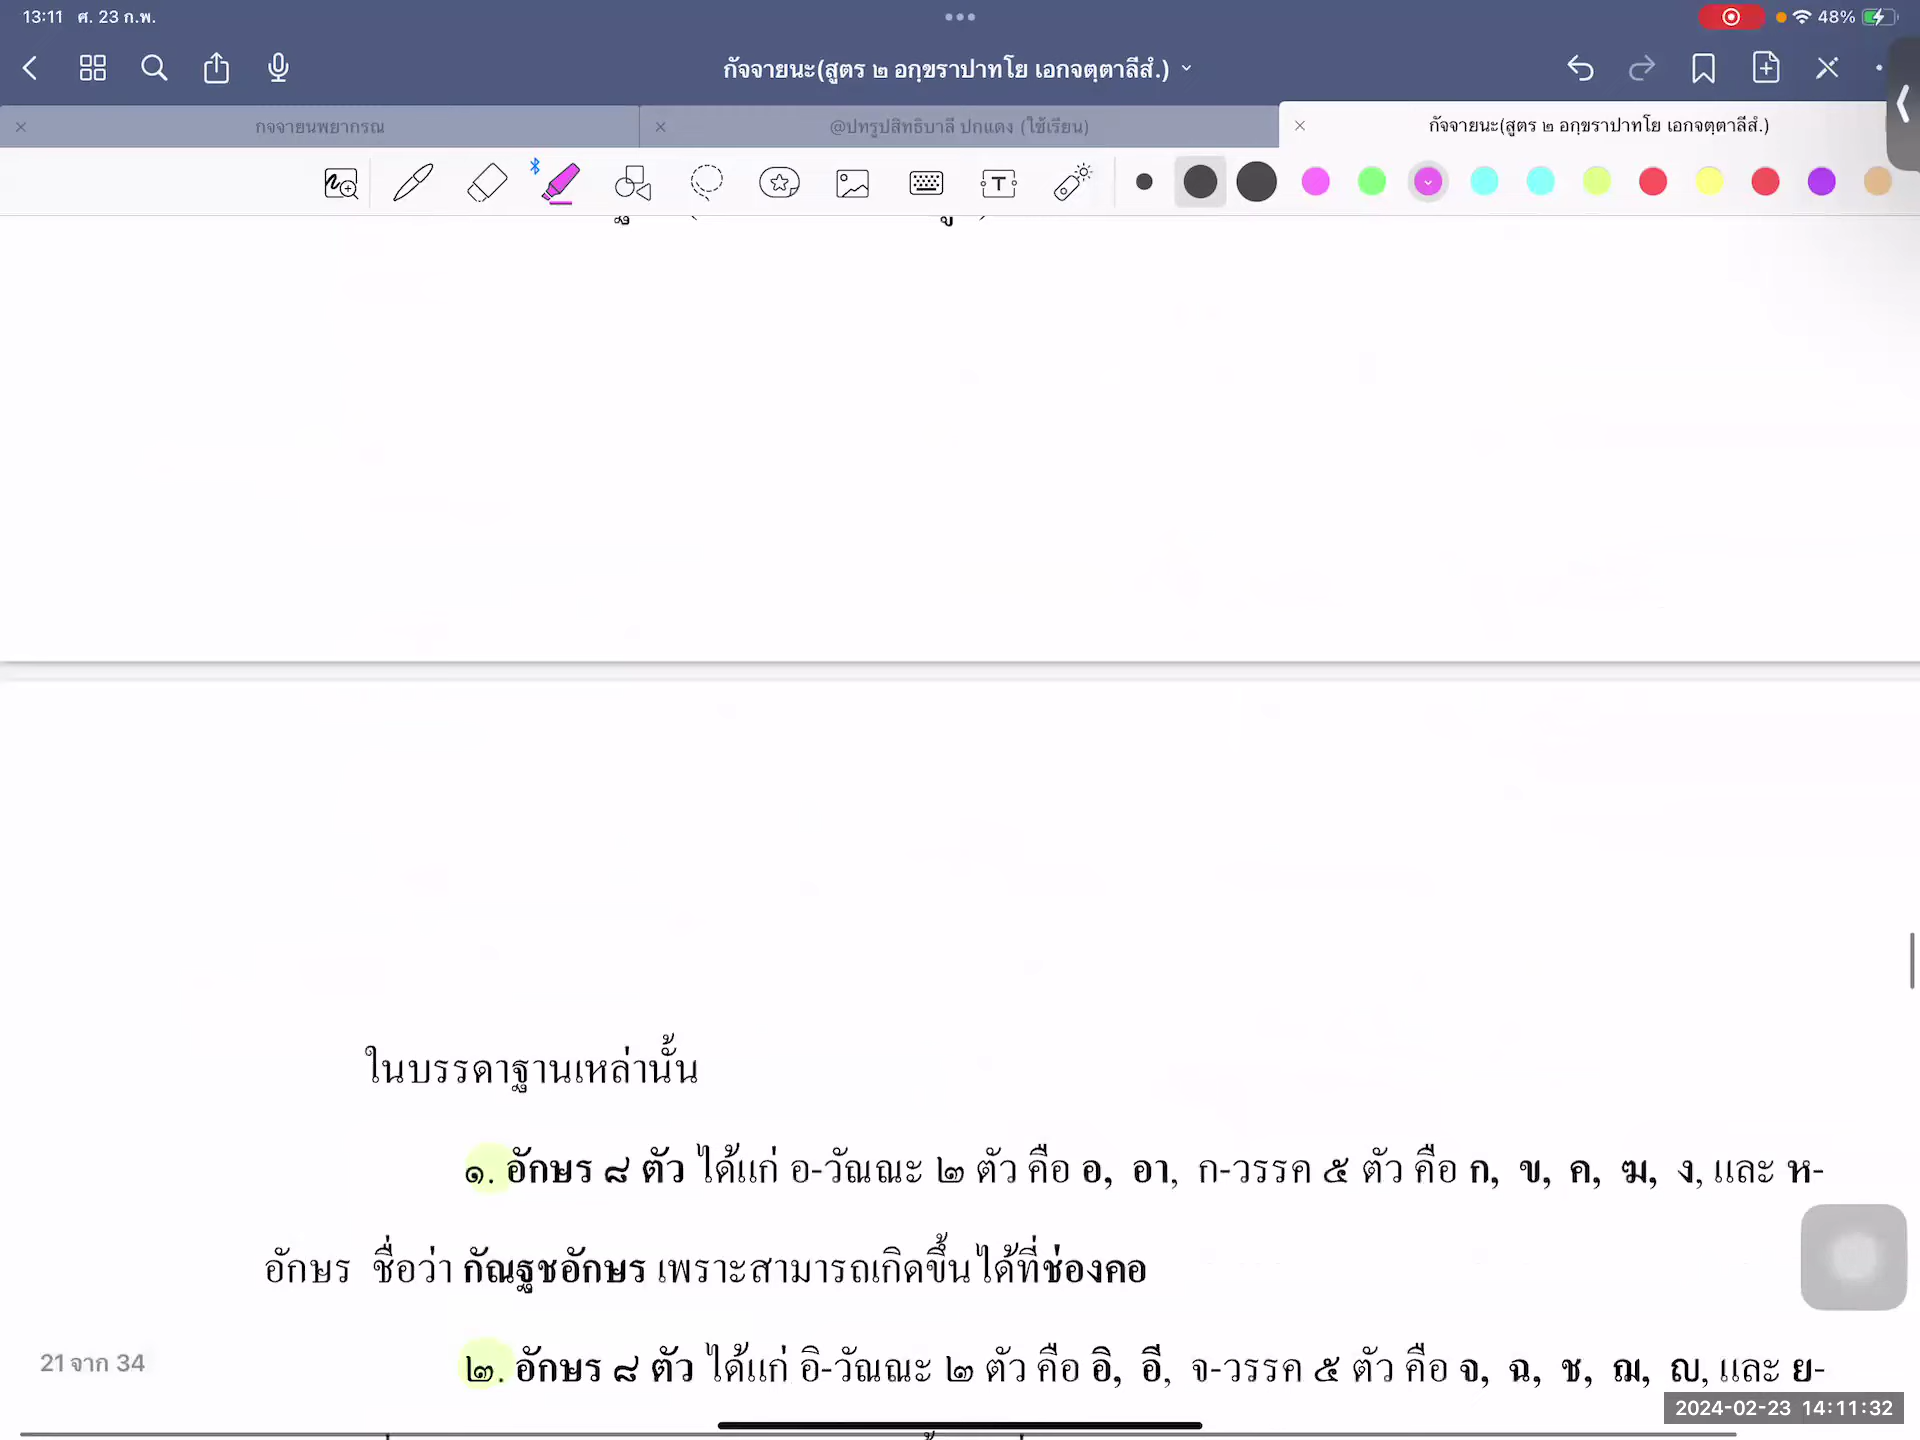 13:11 ศ. 23 ก.พ.
48%
กัจจายนะ(สูตร ๒ อกฺขราปาทโย เอกจตฺตาลีสํ.)
กจจายนพยากรณ
@ปทรูปสิทธิบาลี ปกแดง (ใช้เรียน)
กัจจายนะ(สูตร ๒ อกฺขราปาทโย เอกจตฺตาลีสํ.)
ในบรรดาฐานเหล่านั้น
๑. อักษร ๘ ตัว ได้แก่ อ-วัณณะ ๒ ตัว คือ อ, อา, ก-วรรค ๕ ตัว คือ ก, ข, ค, ฆ, ง, และ ห-
อักษร ชื่อว่า กัณฐชอักษร เพราะสามารถเกิดขึ้นได้ที่ช่องคอ
๒. อักษร ๘ ตัว ได้แก่ อิ-วัณณะ ๒ ตัว คือ อิ, อี, จ-วรรค ๕ ตัว คือ จ, ฉ, ช, ฌ, ญ, และ ย-
21 จาก 34
2024-02-23 14:11:32